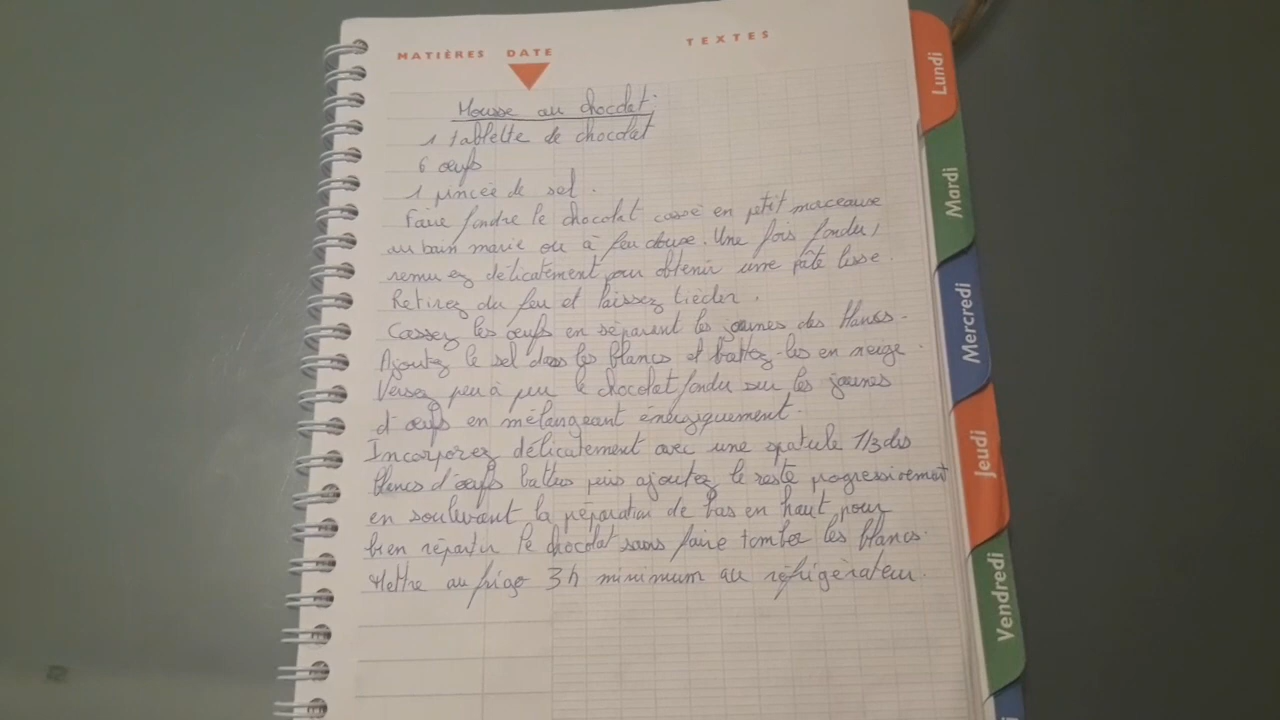 MATIÈRES DATE TEXTES
Mousse au chocolat.
1 tablette de chocolat
6 œufs
1 pincée de sel.
Faire fondre le chocolat cassé en petit morceaux
au bain marie ou à feu doux. Une fois fondu,
remuez délicatement pour obtenir une pâte lisse.
Retirez du feu et laissez tiédir.
Cassez les œufs en séparent les jaunes des blancs.
Ajoutez le sel dans les blancs et battez-les en neige.
Versez peu à peu le chocolat fondu sur les jaunes
d'œufs en mélangeant énergiquement.
Incorporez délicatement avec une spatule 1/3 des
blancs d'œufs battus puis ajoutez le reste progressivement
en soulevant la préparation de bas en haut pour
bien répartir le chocolat sans faire tomber les blancs.
Mettre au frigo 3h minimum au réfrigérateur.
Lundi
Mardi
Mercredi
Jeudi
Vendredi